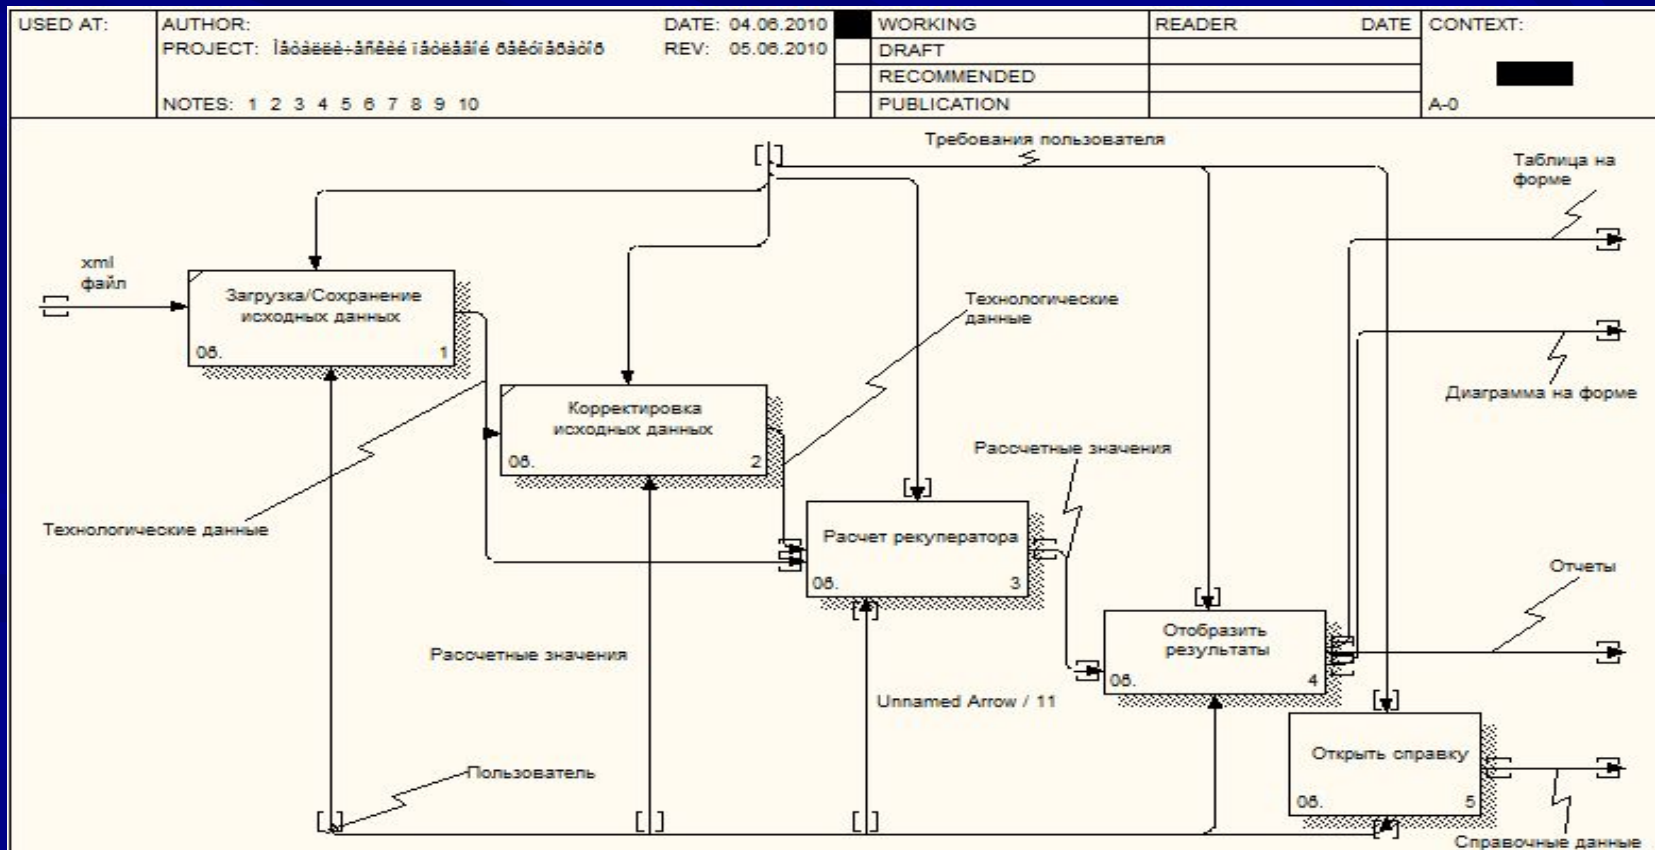 USED AT:
AUTHOR:
DATE: 04.06.2010
PROJECT:
REV: 05.06.2010
NOTES: 1 2 3 4 5 6 7 8 9 10
WORKING
DRAFT
RECOMMENDED
PUBLICATION
READER DATE
CONTEXT:
A-0
Требования пользователя
Таблица на
форме
xml
файл
Загрузка/Сохранение
исходных данных
0б. 1
Технологические
данные
Диаграмма на форме
Корректировка
исходных данных
0б. 2
Рассчетные значения
Технологические данные
Расчет рекуператора
0б. 3
Отчеты
Отобразить
результаты
0б. 4
Рассчетные значения
Unnamed Arrow / 11
Открыть справку
0б. 5
Пользователь
Справочные данные